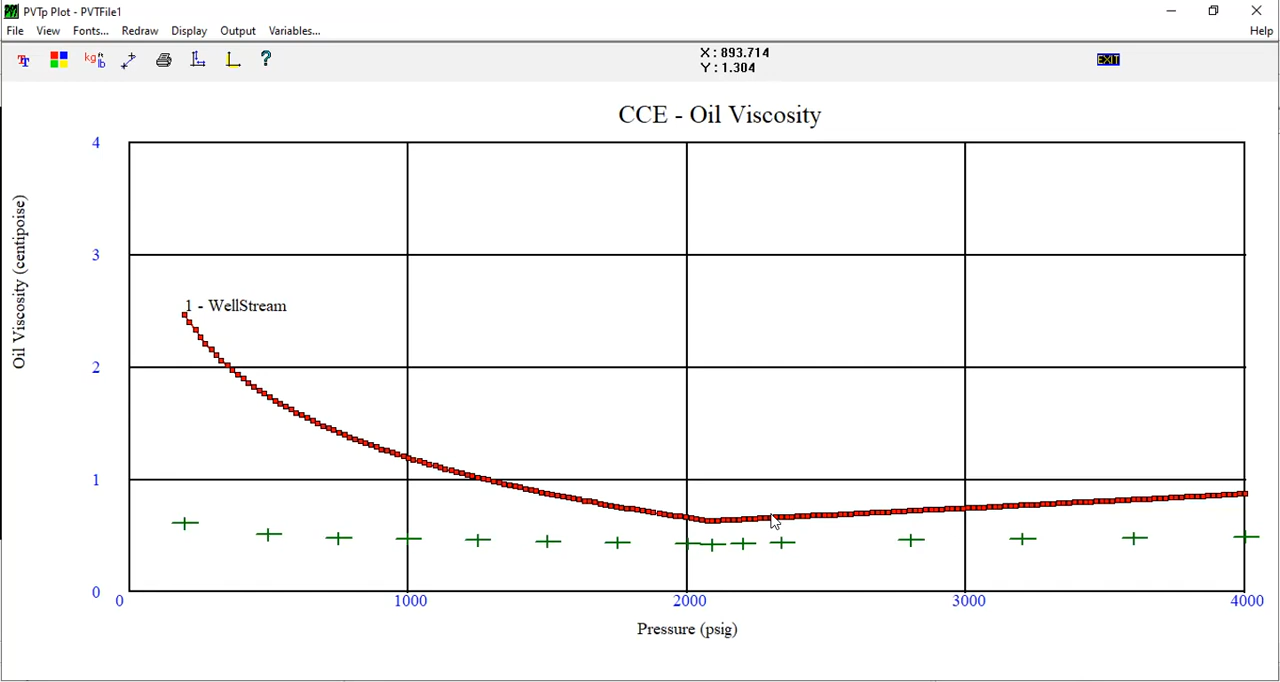 PVTp Plot - PVTFile1
File View Fonts... Redraw Display Output Variables... Help
X : 893.714
Y : 1.304
EXIT
CCE - Oil Viscosity
4
3
2
1
0
Oil Viscosity (centipoise)
1 - WellStream
0 1000 2000 3000 4000
Pressure (psig)